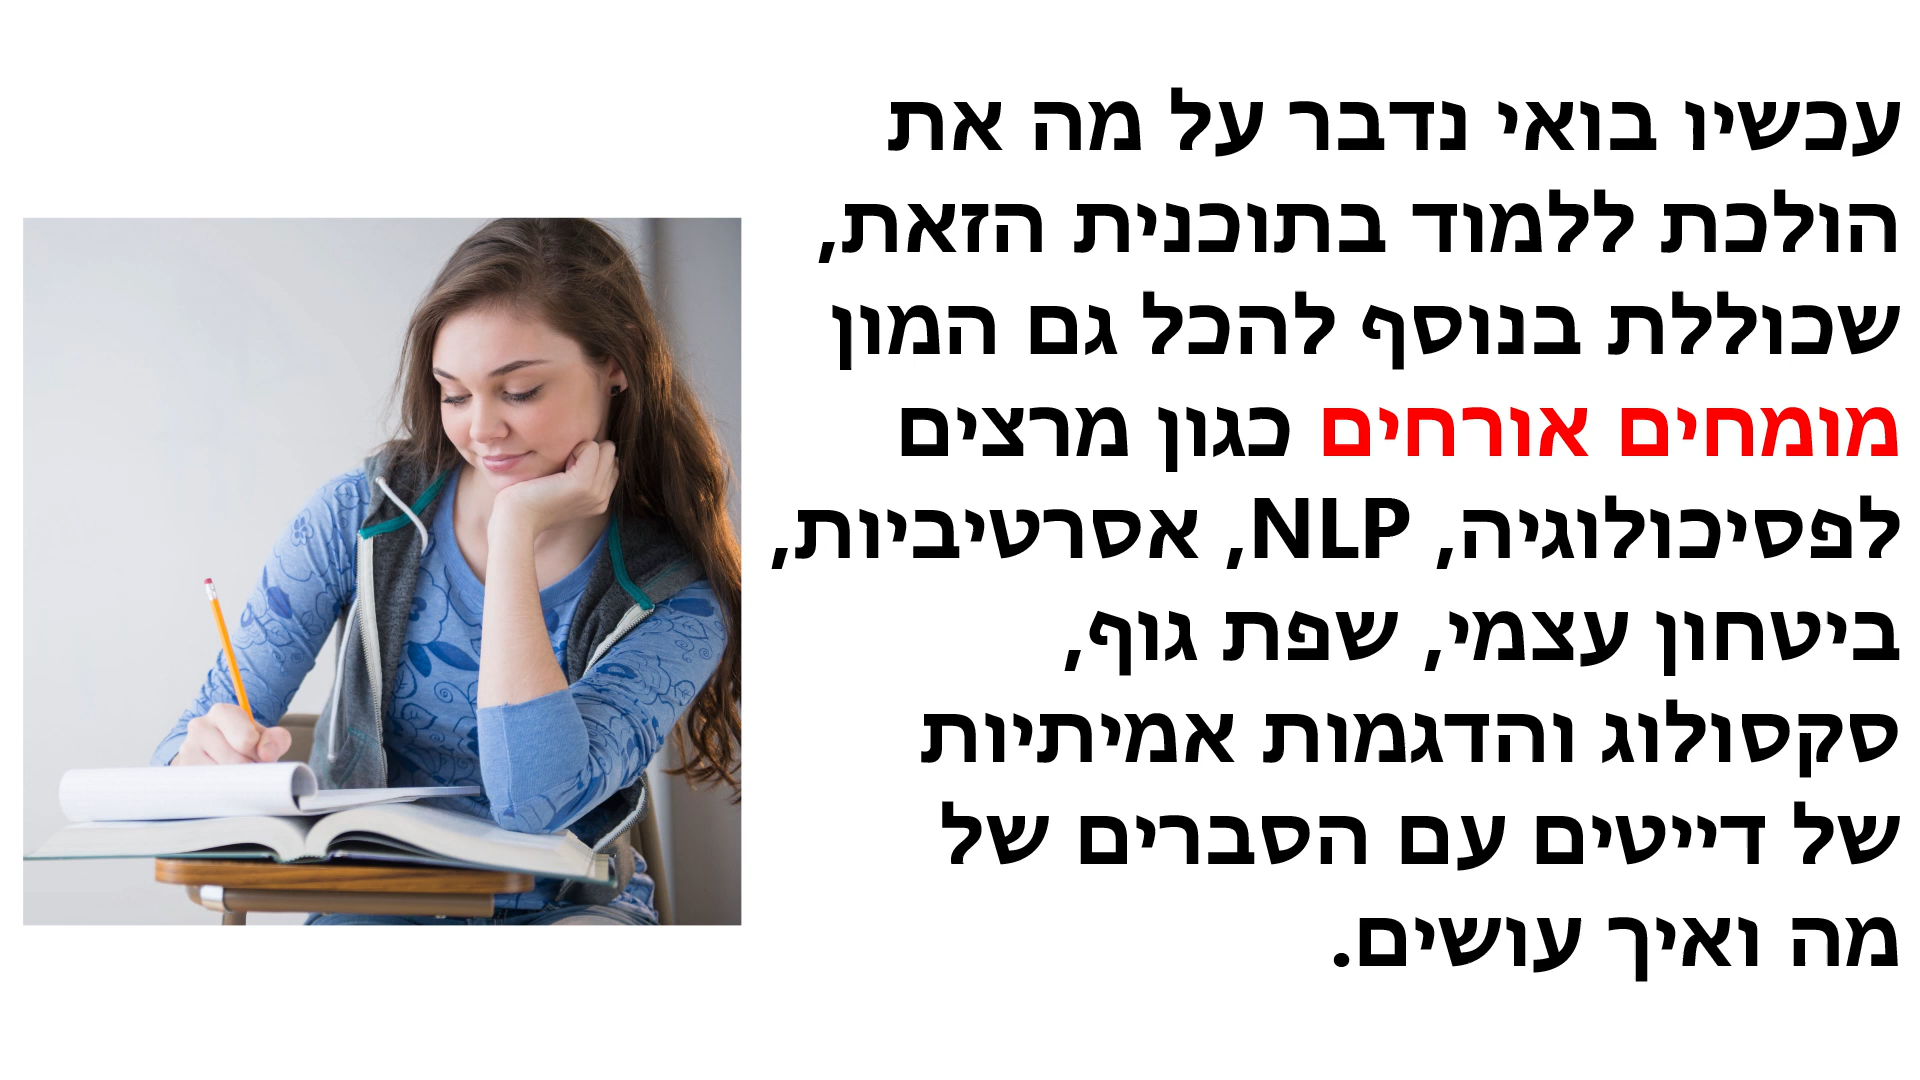 עכשיו בואי נדבר על מה את
הולכת ללמוד בתוכנית הזאת,
שכוללת בנוסף להכל גם המון
מומחים אורחים כגון מרצים
לפסיכולוגיה, NLP, אסרטיביות,
ביטחון עצמי, שפת גוף,
סקסולוג והדגמות אמיתיות
של דייטים עם הסברים של
מה ואיך עושים.